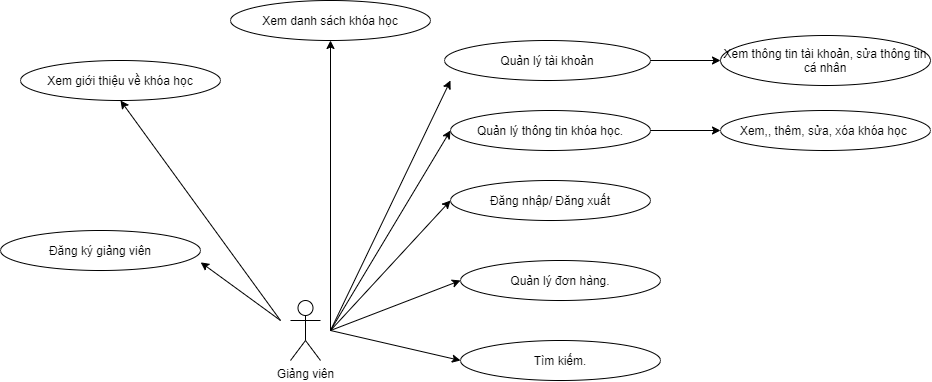 Xem danh sách khóa học
Quản lý tài khoản
Xem thông tin tài khoản, sửa thông tin
cá nhân
Xem giới thiệu về khóa học
Quản lý thông tin khóa học.
Xem,, thêm, sửa, xóa khóa học
Đăng nhập/ Đăng xuất
Đăng ký giảng viên
Quản lý đơn hàng.
Tìm kiếm.
Giảng viên